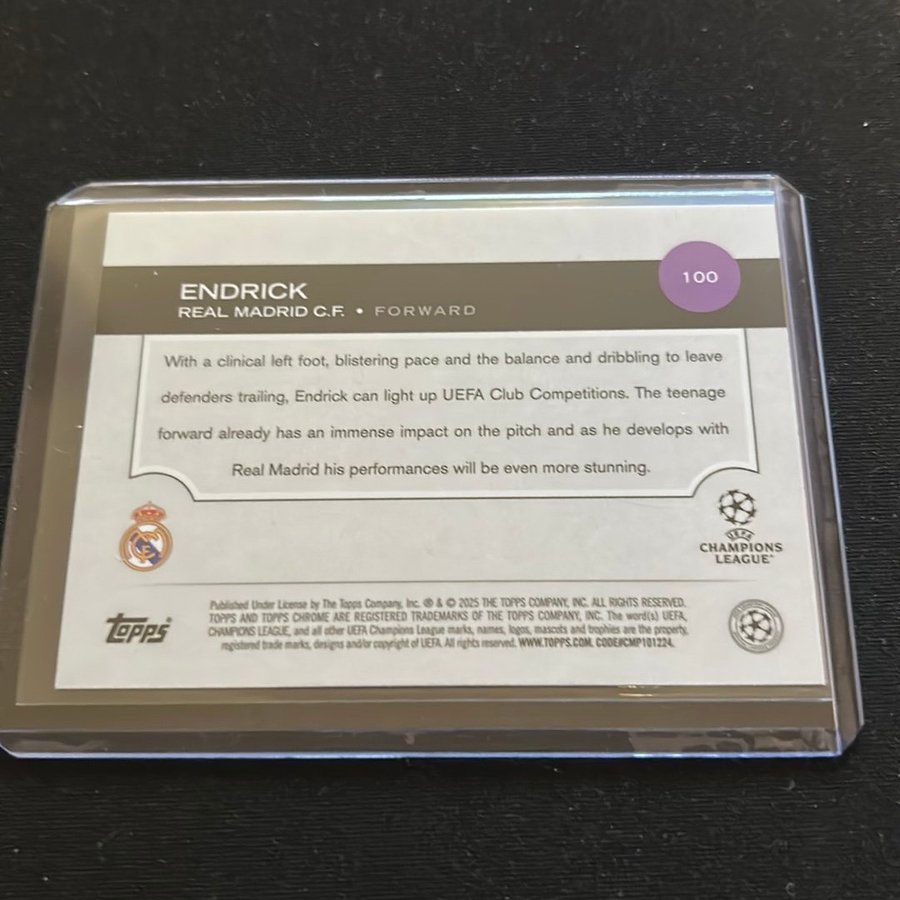 100
ENDRICK
REAL MADRID C.F. • FORWARD
With a clinical left foot, blistering pace and the balance and dribbling to leave
defenders trailing, Endrick can light up UEFA Club Competitions. The teenage
forward already has an immense impact on the pitch and as he develops with
Real Madrid his performances will be even more stunning.
UEFA
CHAMPIONS
LEAGUE
topps
Published Under License by The Topps Company, Inc. ® & © 2025 THE TOPPS COMPANY, INC. ALL RIGHTS RESERVED.
TOPPS AND TOPPS CHROME ARE REGISTERED TRADEMARKS OF THE TOPPS COMPANY, INC. The word(s) UEFA,
CHAMPIONS LEAGUE, and all other UEFA Champions League marks, names, logos, mascots and trophies are the property,
registered trade marks, designs and/or copyright of UEFA. All rights reserved. WWW.TOPPS.COM. CODE#CMP101224.